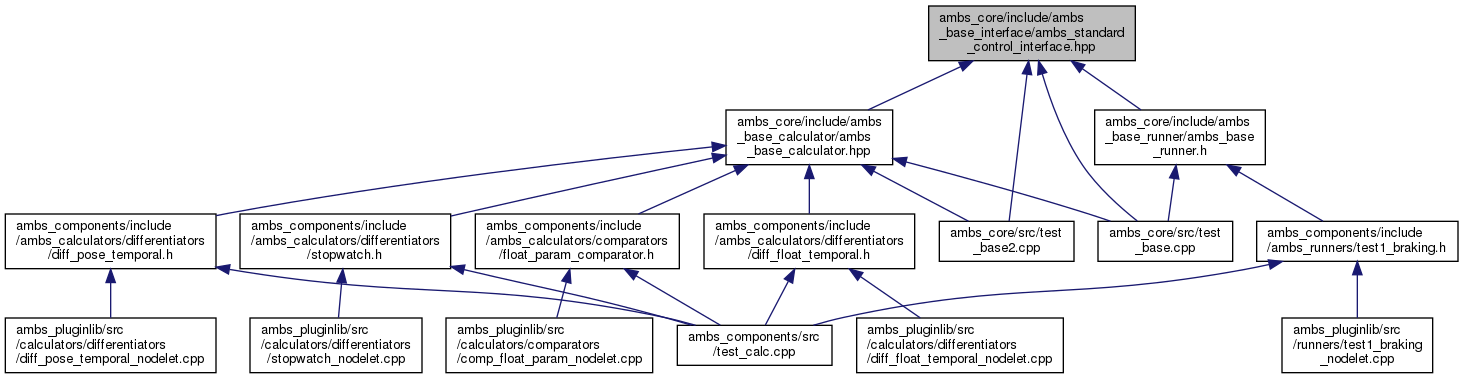 ambs_core/include/ambs
_base_interface/ambs_standard
_control_interface.hpp
ambs_core/include/ambs
_base_calculator/ambs
_base_calculator.hpp
ambs_core/include/ambs
_base_runner/ambs_base
_runner.h
ambs_components/include
/ambs_calculators/differentiators
/diff_pose_temporal.h
ambs_components/include
/ambs_calculators/differentiators
/stopwatch.h
ambs_components/include
/ambs_calculators/comparators
/float_param_comparator.h
ambs_components/include
/ambs_calculators/differentiators
/diff_float_temporal.h
ambs_core/src/test
_base2.cpp
ambs_core/src/test
_base.cpp
ambs_components/include
/ambs_runners/test1_braking.h
ambs_pluginlib/src
/calculators/differentiators
/diff_pose_temporal_nodelet.cpp
ambs_pluginlib/src
/calculators/differentiators
/stopwatch_nodelet.cpp
ambs_pluginlib/src
/calculators/comparators
/comp_float_param_nodelet.cpp
ambs_components/src
/test_calc.cpp
ambs_pluginlib/src
/calculators/differentiators
/diff_float_temporal_nodelet.cpp
ambs_pluginlib/src
/runners/test1_braking
_nodelet.cpp